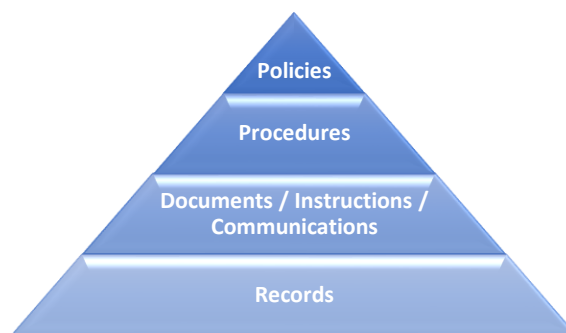 Policies
Procedures
Documents / Instructions /
Communications
Records